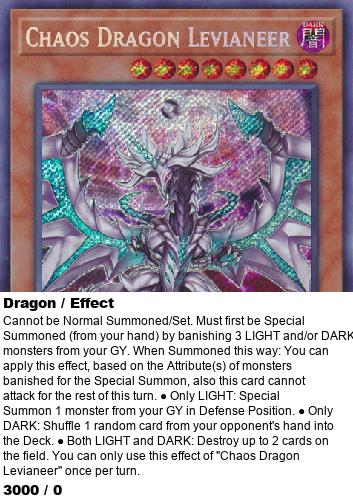 Chaos Dragon Levianeer
DARK
Dragon / Effect
Cannot be Normal Summoned/Set. Must first be Special
Summoned (from your hand) by banishing 3 LIGHT and/or DARK
monsters from your GY. When Summoned this way: You can
apply this effect, based on the Attribute(s) of monsters
banished for the Special Summon, also this card cannot
attack for the rest of this turn. ● Only LIGHT: Special
Summon 1 monster from your GY in Defense Position. ● Only
DARK: Shuffle 1 random card from your opponent's hand into
the Deck. ● Both LIGHT and DARK: Destroy up to 2 cards on
the field. You can only use this effect of "Chaos Dragon
Levianeer" once per turn.
3000 / 0